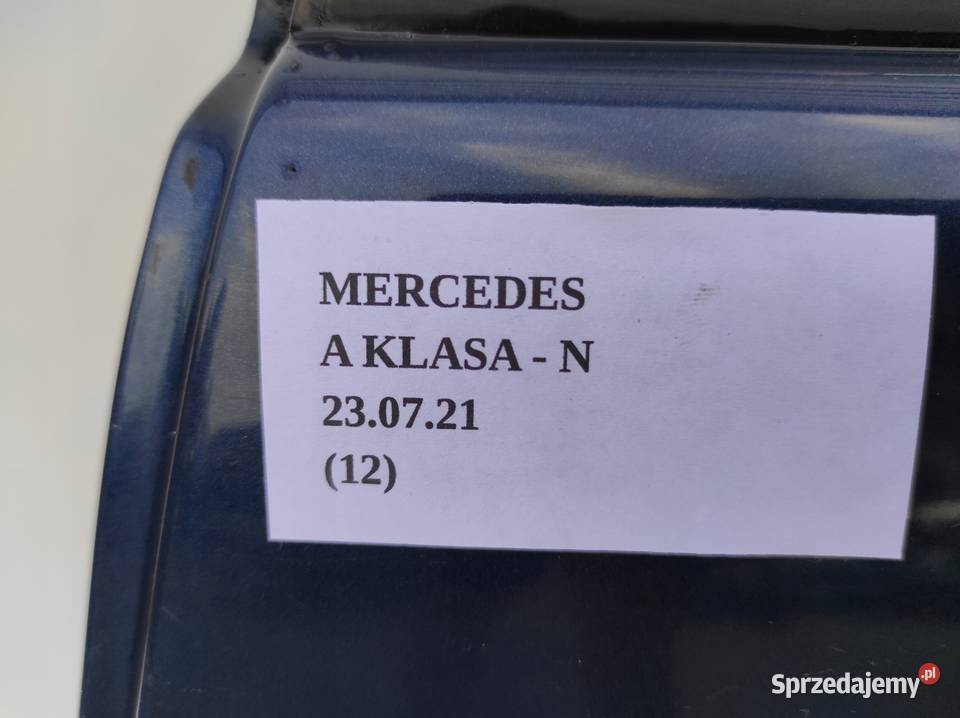 MERCEDES
A KLASA - N
23.07.21
(12)
Sprzedajemy.pl